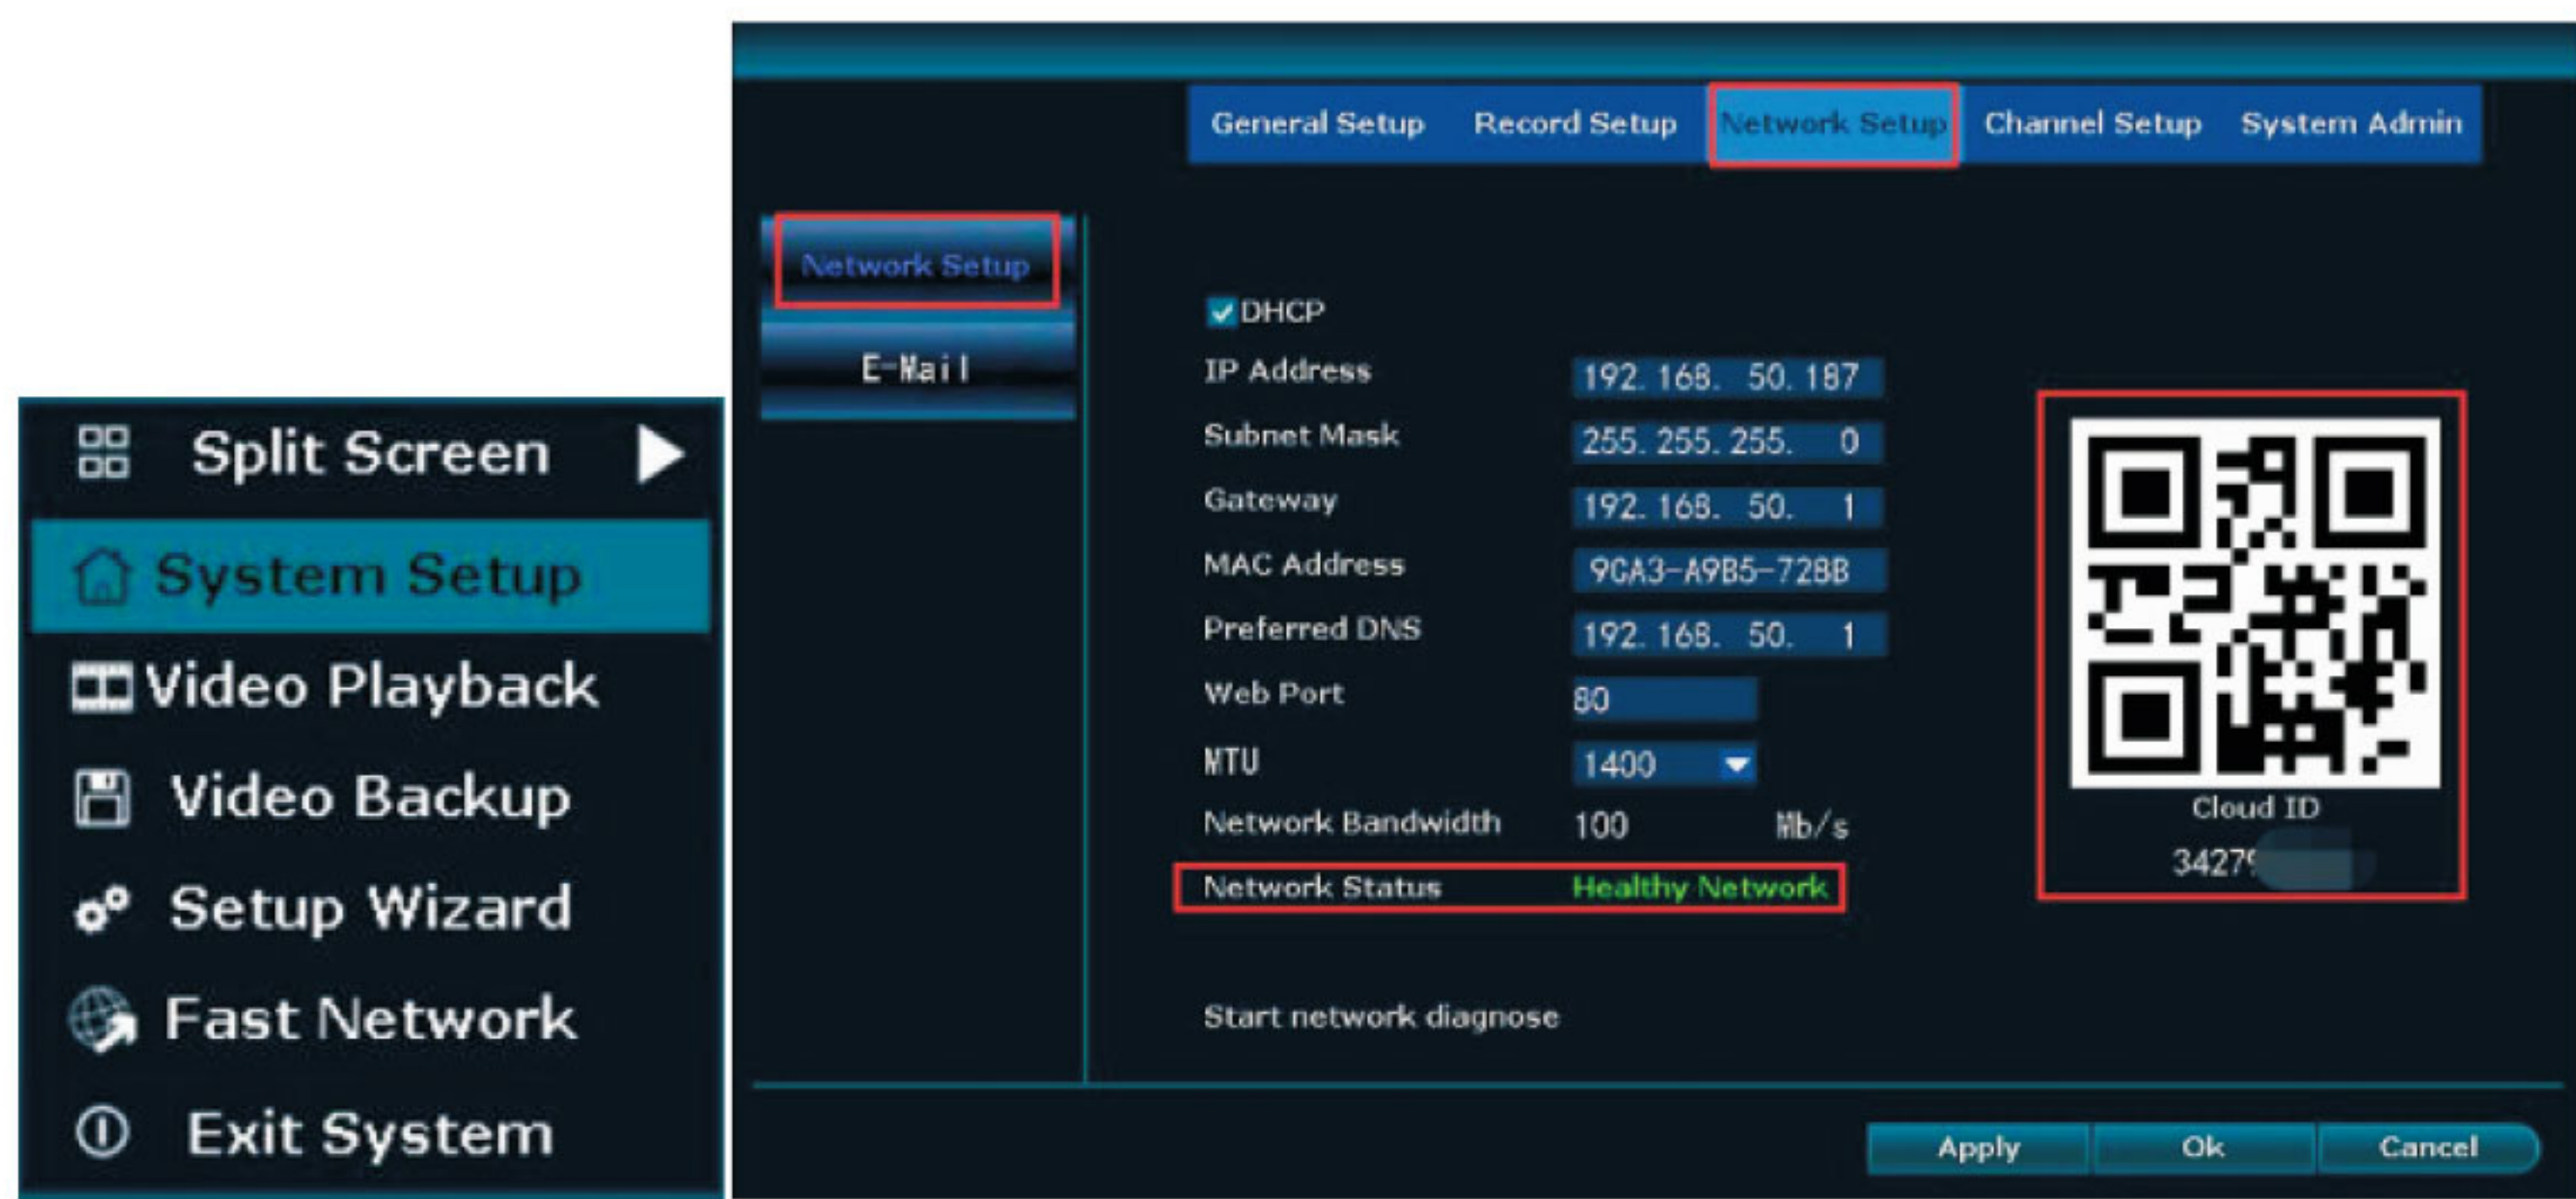 Split Screen
System Setup
Video Playback
Video Backup
Setup Wizard
Fast Network
Exit System
General Setup Record Setup Network Setup Channel Setup System Admin
Network Setup
E-Mail
DHCP
IP Address 192.168. 50.187
Subnet Mask 255.255.255. 0
Gateway 192.168. 50. 1
MAC Address 9CA3-A9B5-728B
Preferred DNS 192.168. 50. 1
Web Port 80
MTU 1400
Network Bandwidth 100 Mb/s
Network Status Healthy Network
Start network diagnose
Cloud ID
34279
Apply Ok Cancel